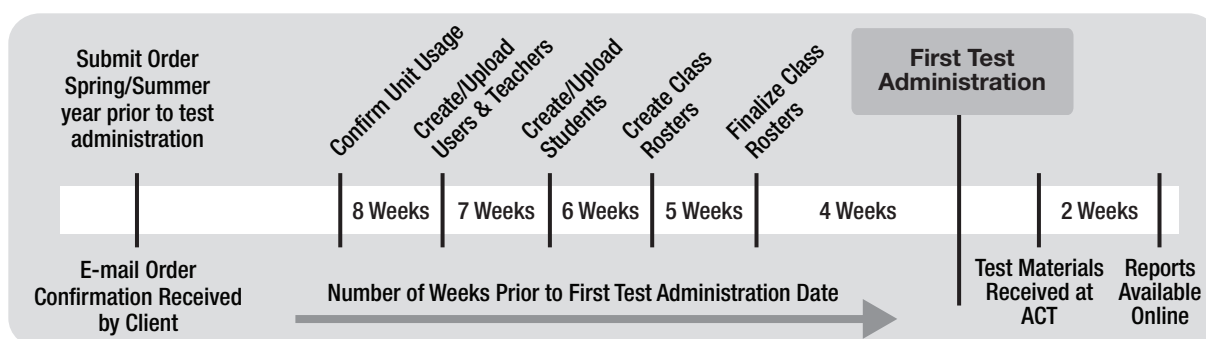 Submit Order
Spring/Summer
year prior to test
administration
Confirm Unit Usage
Create/Upload
Users & Teachers
Create/Upload
Students
Create Class
Rosters
Finalize Class
Rosters
First Test
Administration
8 Weeks
7 Weeks
6 Weeks
5 Weeks
4 Weeks
2 Weeks
E-mail Order
Confirmation Received
by Client
Number of Weeks Prior to First Test Administration Date
Test Materials
Received at
ACT
Reports
Available
Online